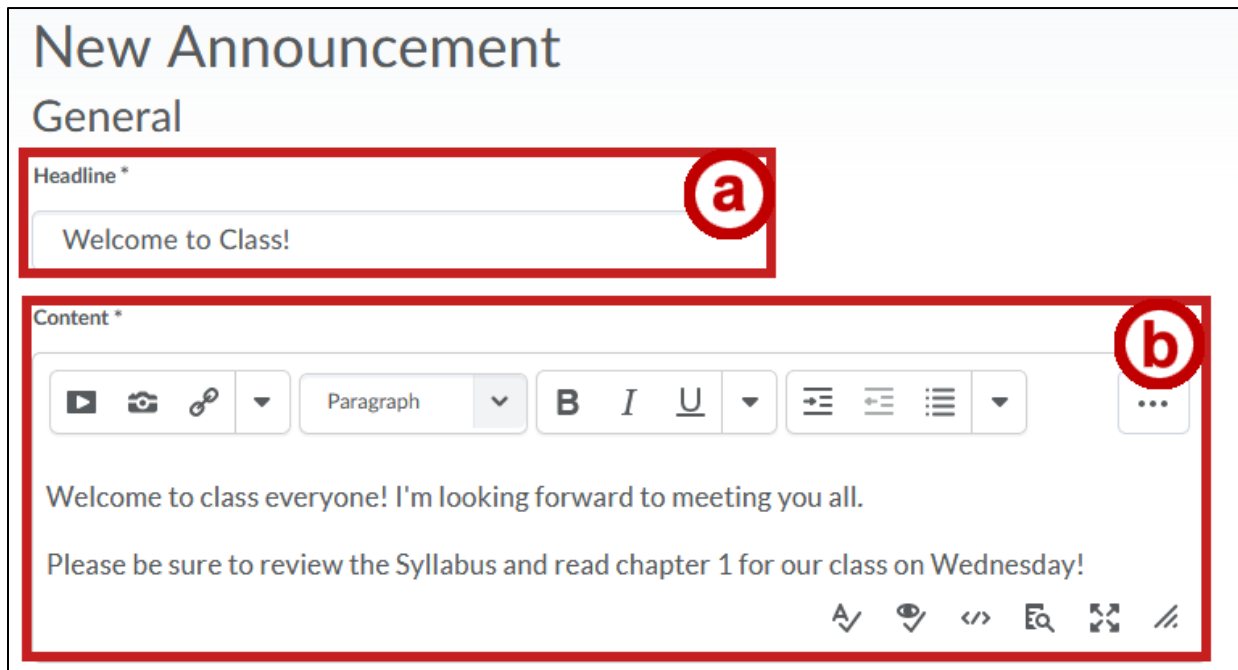 New Announcement
General
Headline *
a
Welcome to Class!
Content *
b
Paragraph B I U ...
Welcome to class everyone! I'm looking forward to meeting you all.
Please be sure to review the Syllabus and read chapter 1 for our class on Wednesday!
A </>